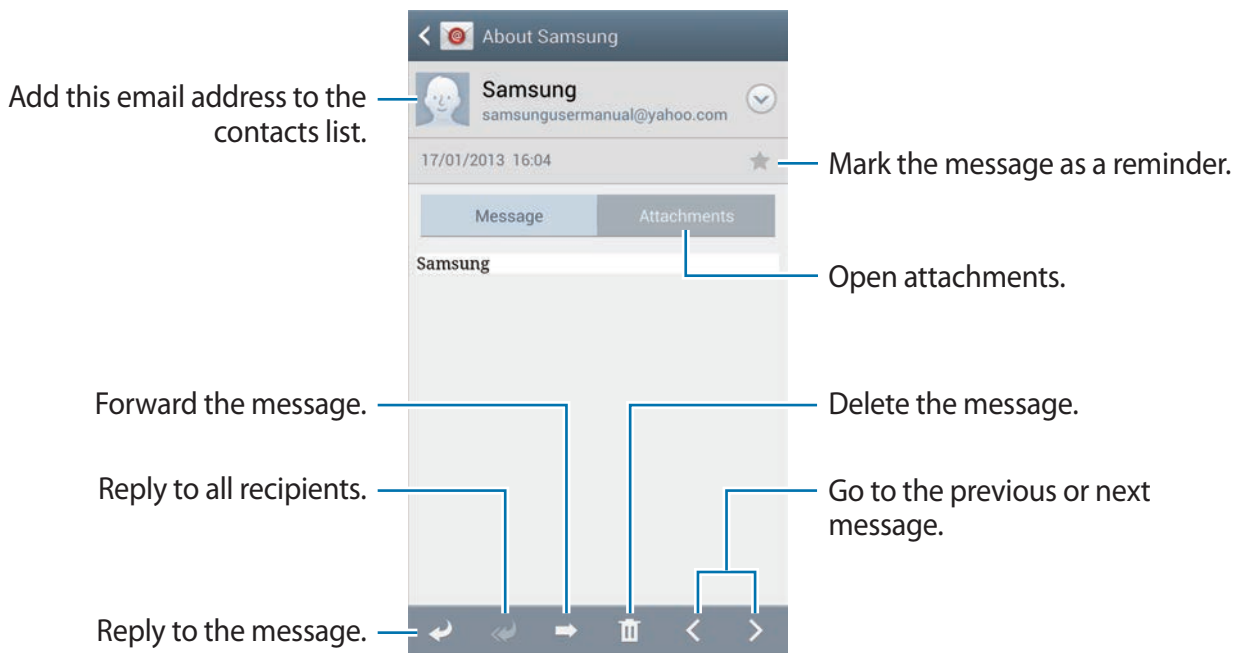 About Samsung
Add this email address to the
contacts list.
Samsung
samsungusermanual@yahoo.com
17/01/2013 16:04
Mark the message as a reminder.
Message
Attachments
Samsung
Open attachments.
Forward the message.
Delete the message.
Reply to all recipients.
Go to the previous or next
message.
Reply to the message.